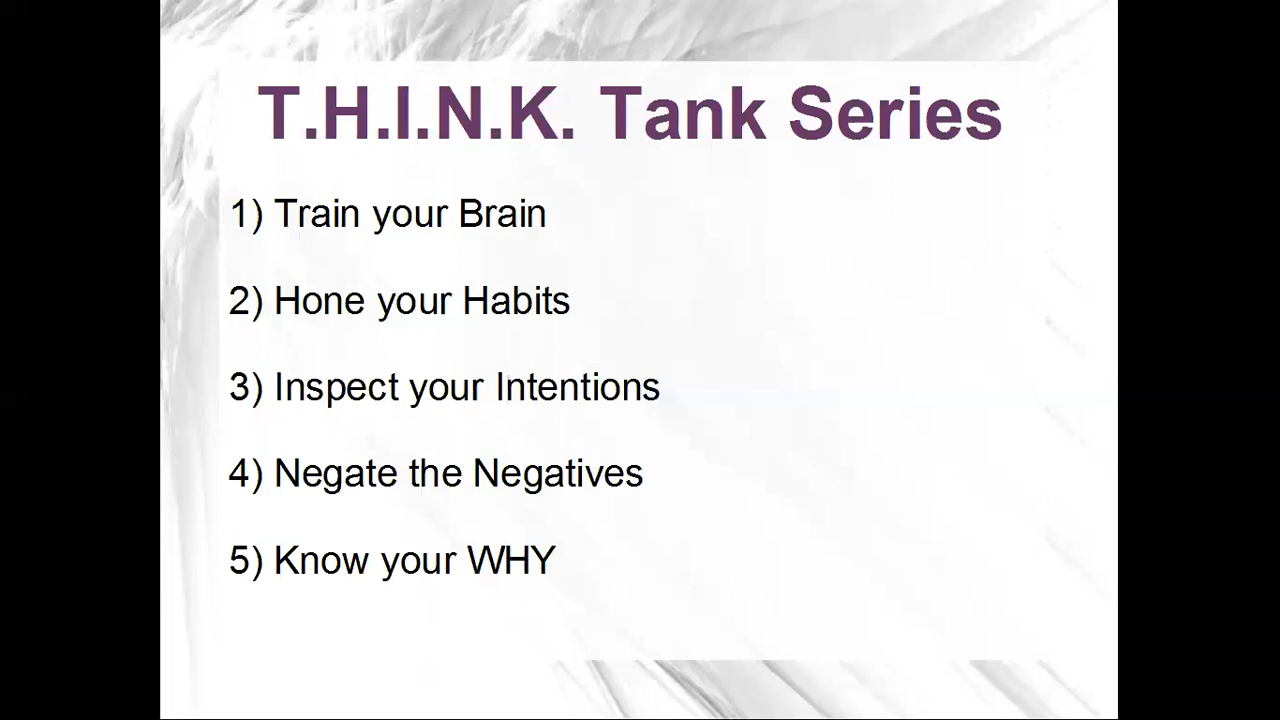 T.H.I.N.K. Tank Series
1) Train your Brain
2) Hone your Habits
3) Inspect your Intentions
4) Negate the Negatives
5) Know your WHY